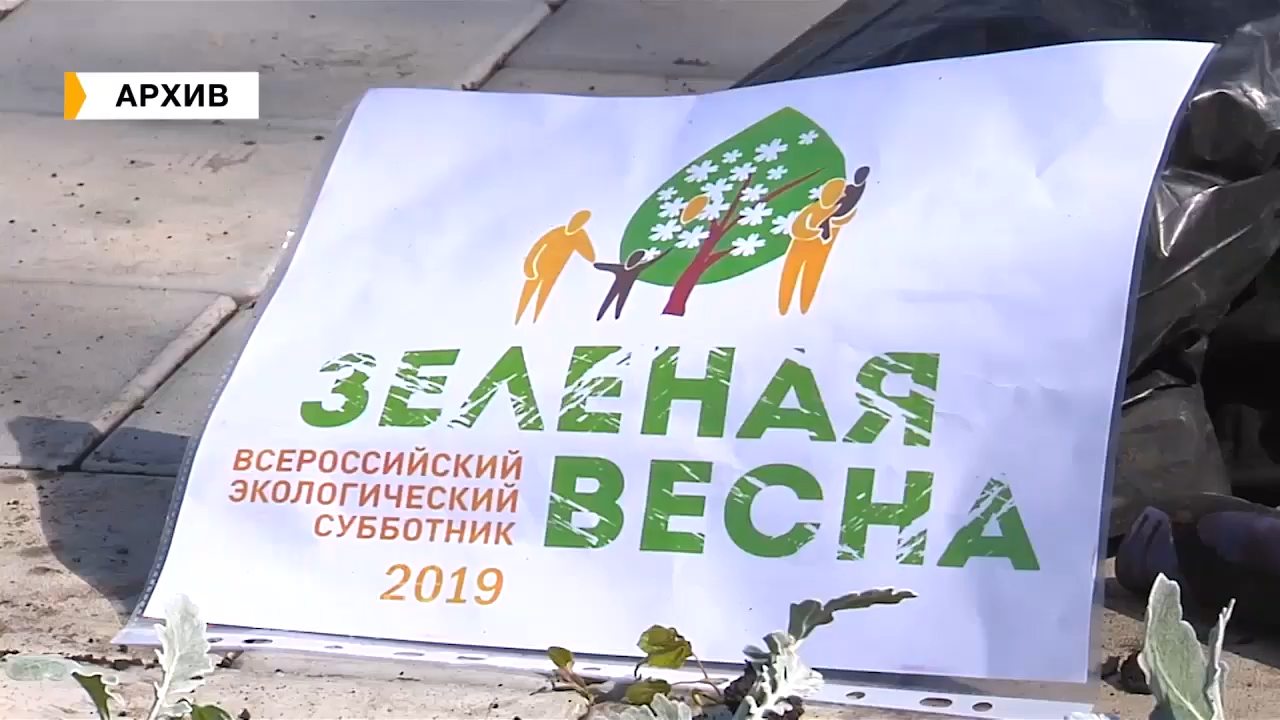 АРХИВ
ЗЕЛЕНАЯ
ВЕСНА
ВСЕРОССИЙСКИЙ
ЭКОЛОГИЧЕСКИЙ
СУББОТНИК
2019